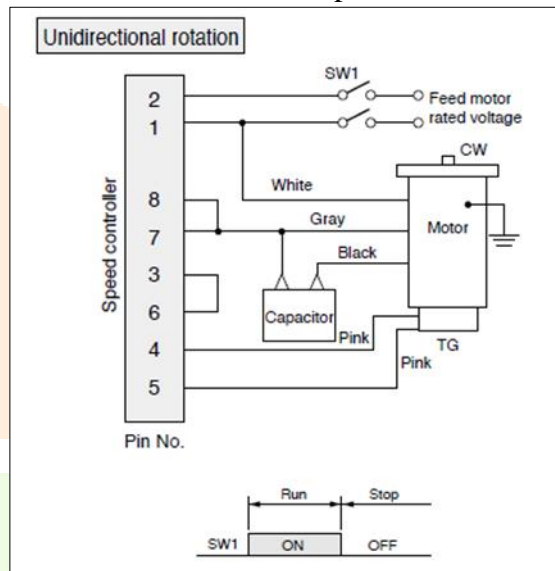 Unidirectional rotation
SW1
2
Feed motor
1
rated voltage
CW
White
8
Gray
Motor
7
Black
Speed controller
3
6
Capacitor
Pink
4
TG
Pink
5
Pin No.
Run
Stop
SW1
ON
OFF